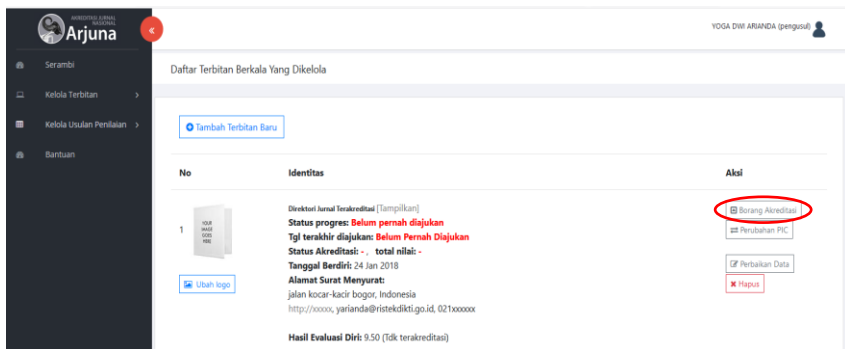 AKREDITASI JURNAL
NASIONAL
Arjuna
«
YOGA DWI ARIANDA (pengusul)
Serambi
Kelola Terbitan >
Kelola Usulan Penilaian >
Bantuan
Daftar Terbitan Berkala Yang Dikelola
Tambah Terbitan Baru
No Identitas Aksi
1
YOUR
IMAGE
GOES
HERE
Ubah logo
Direktori Jurnal Terakreditasi [Tampilkan]
Status progres: Belum pernah diajukan
Tgl terakhir diajukan: Belum Pernah Diajukan
Status Akreditasi: - , total nilai: -
Tanggal Berdiri: 24 Jan 2018
Alamat Surat Menyurat:
jalan kocar-kacir bogor, Indonesia
http://xxxxx, yarianda@ristekdikti.go.id, 021xxxxxx
Hasil Evaluasi Diri: 9.50 (Tdk terakreditasi)
Borang Akreditasi
Perubahan PIC
Perbaikan Data
Hapus